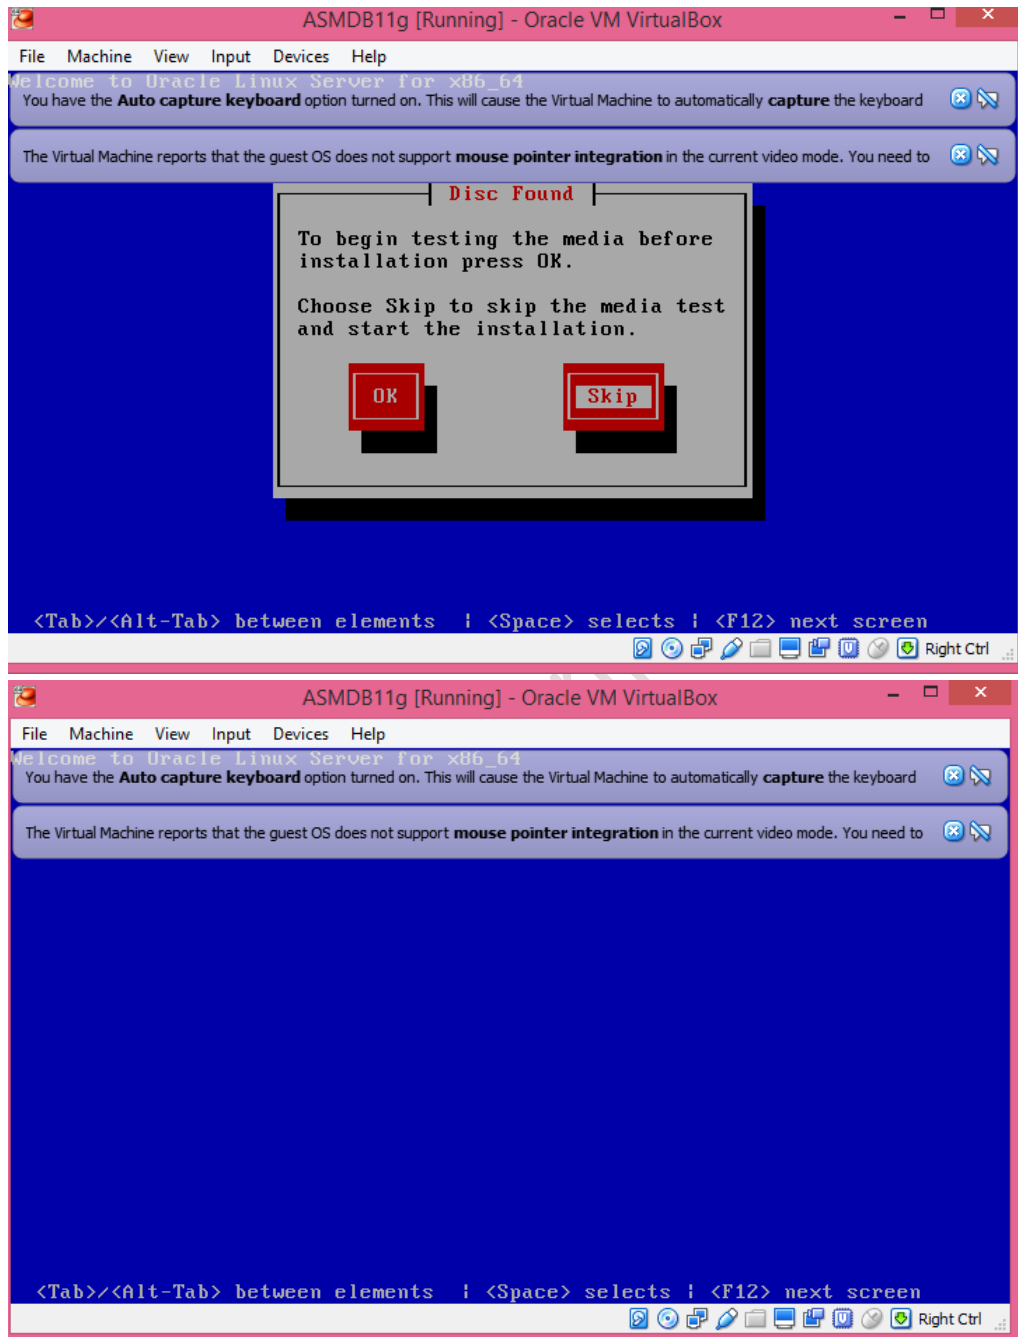 ASMDB11g [Running] - Oracle VM VirtualBox
File Machine View Input Devices Help
Welcome to Oracle Linux Server for x86_64
You have the Auto capture keyboard option turned on. This will cause the Virtual Machine to automatically capture the keyboard
The Virtual Machine reports that the guest OS does not support mouse pointer integration in the current video mode. You need to
Disc Found
To begin testing the media before
installation press OK.
Choose Skip to skip the media test
and start the installation.
OK Skip
<Tab>/<Alt-Tab> between elements | <Space> selects | <F12> next screen
Right Ctrl
ASMDB11g [Running] - Oracle VM VirtualBox
File Machine View Input Devices Help
Welcome to Oracle Linux Server for x86_64
You have the Auto capture keyboard option turned on. This will cause the Virtual Machine to automatically capture the keyboard
The Virtual Machine reports that the guest OS does not support mouse pointer integration in the current video mode. You need to
<Tab>/<Alt-Tab> between elements | <Space> selects | <F12> next screen
Right Ctrl